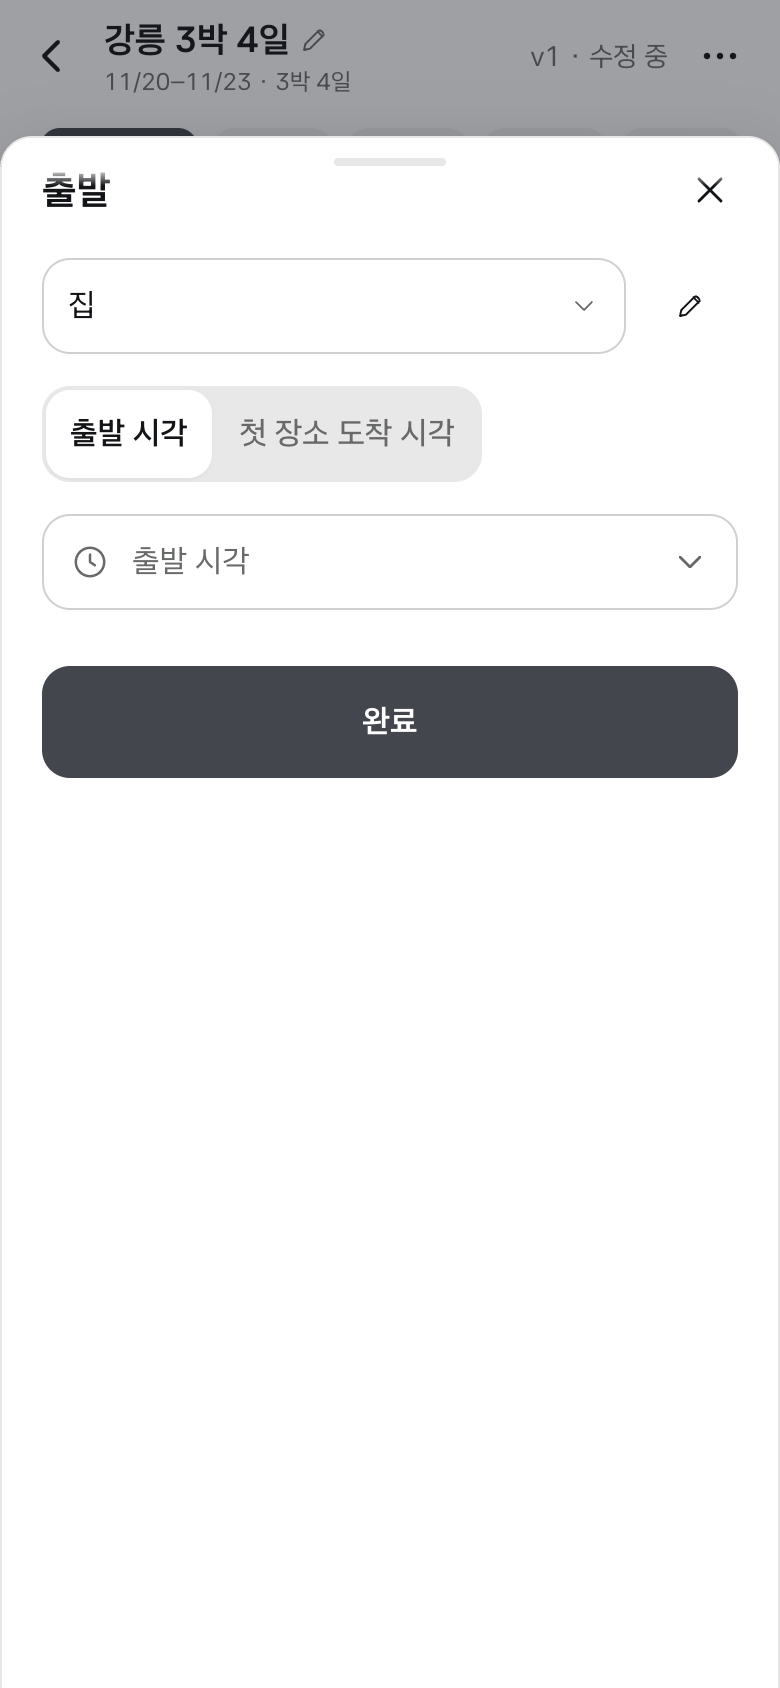 강릉 3박 4일
v1 · 수정 중
11/20–11/23 · 3박 4일
출발
집
출발 시각
첫 장소 도착 시각
출발 시각
완료